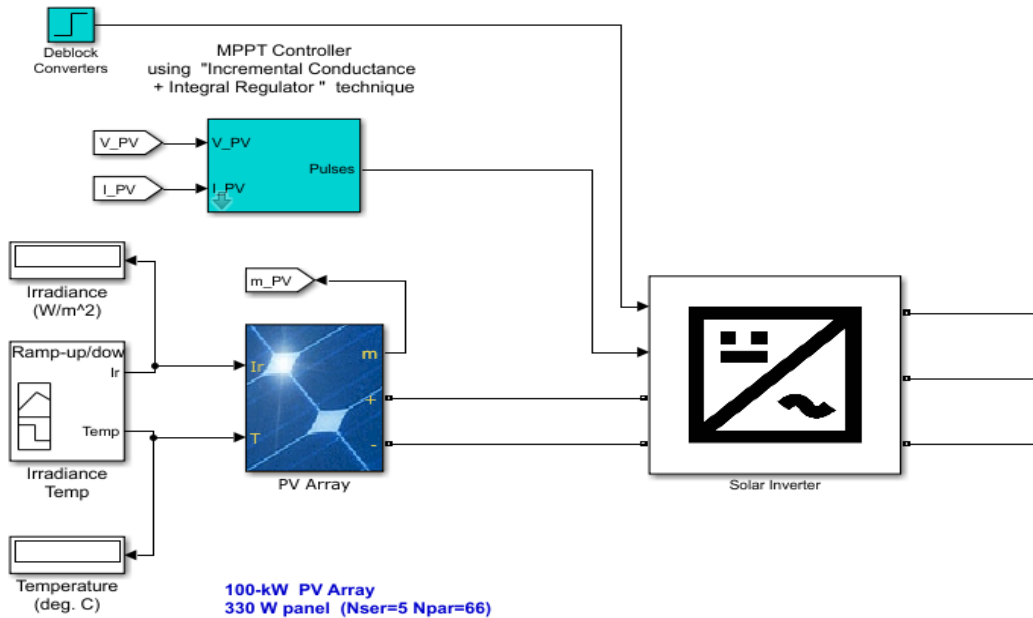 Deblock
Converters
MPPT Controller
using "Incremental Conductance
+ Integral Regulator " technique
V_PV
V_PV
Pulses
I_PV
I_PV
Irradiance
(W/m^2)
m_PV
Ramp-up/dow
Ir
Temp
Irradiance
Temp
Ir
m
+
T
-
PV Array
Solar Inverter
Temperature
(deg. C)
100-kW PV Array
330 W panel (Nser=5 Npar=66)